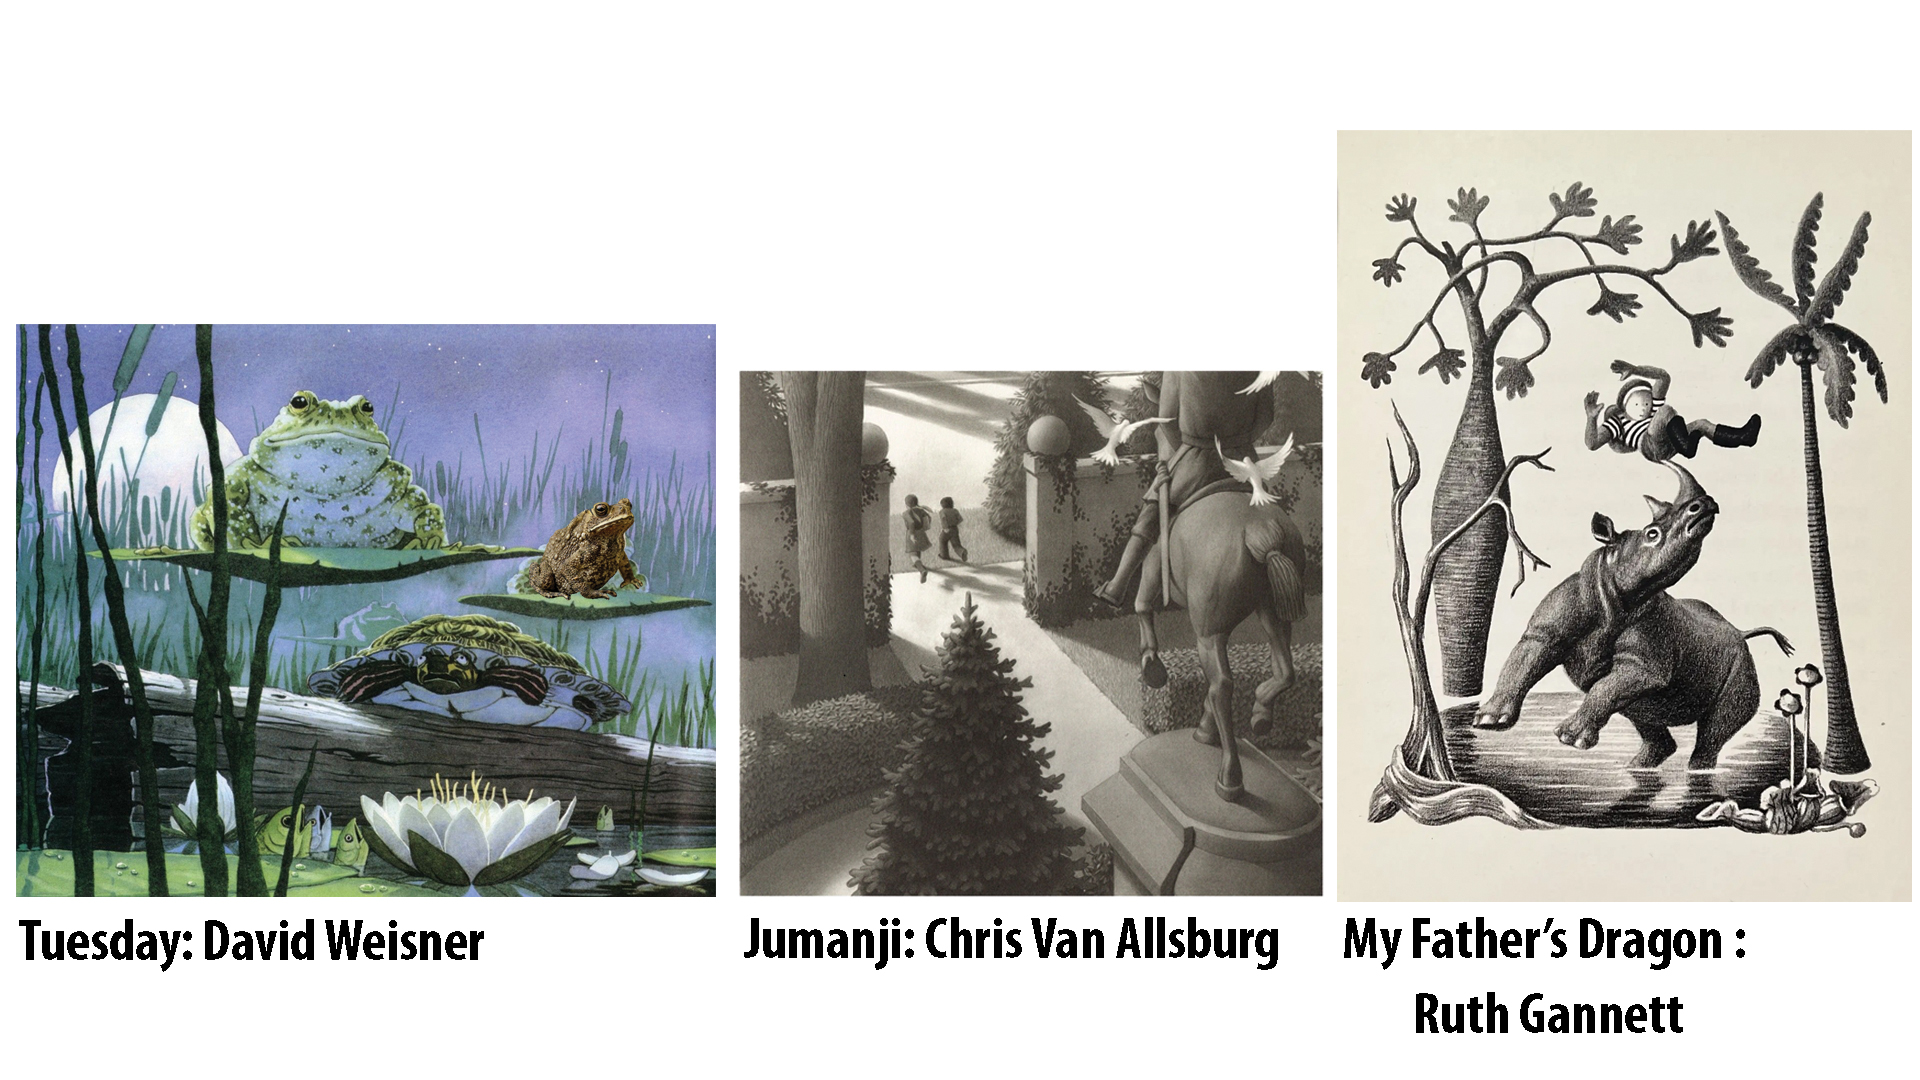 Tuesday: David Weisner
Jumanji: Chris Van Allsburg
My Father's Dragon :
Ruth Gannett